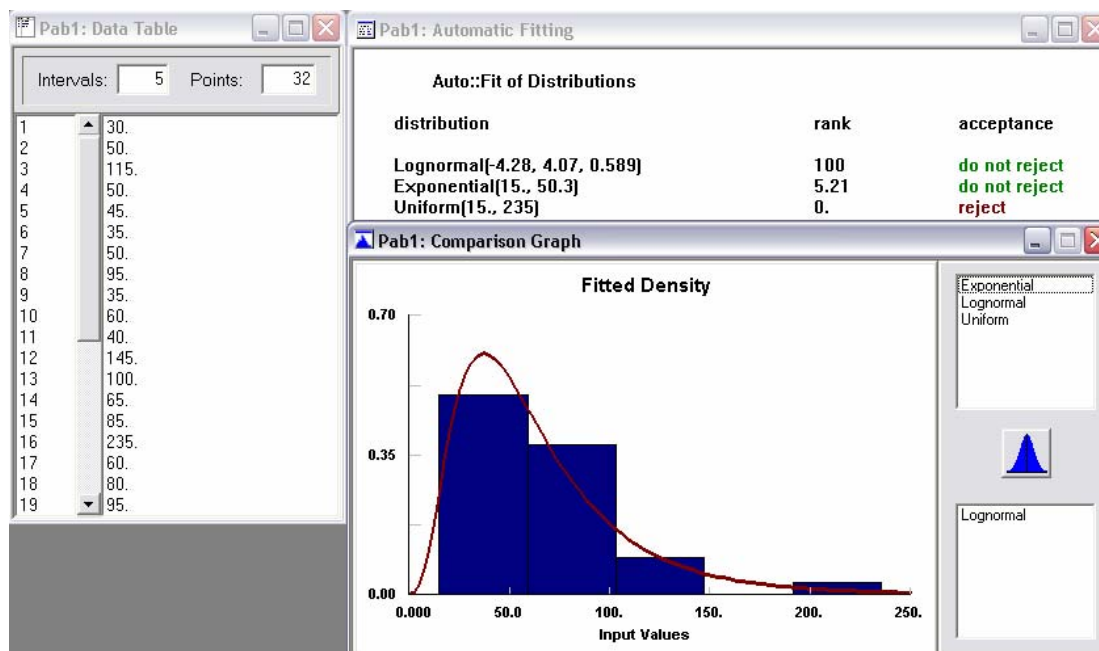 Pab1: Data Table
Intervals: 5 Points: 32
1 30.
2 50.
3 115.
4 50.
5 45.
6 35.
7 50.
8 95.
9 35.
10 60.
11 40.
12 145.
13 100.
14 65.
15 85.
16 235.
17 60.
18 80.
19 95.
Pab1: Automatic Fitting
Auto::Fit of Distributions
distribution rank acceptance
Lognormal(-4.28, 4.07, 0.589) 100 do not reject
Exponential(15., 50.3) 5.21 do not reject
Uniform(15., 235) 0. reject
Pab1: Comparison Graph
Fitted Density
0.70
0.35
0.00
0.000 50.0 100. 150. 200. 250.
Input Values
Exponential
Lognormal
Uniform
Lognormal